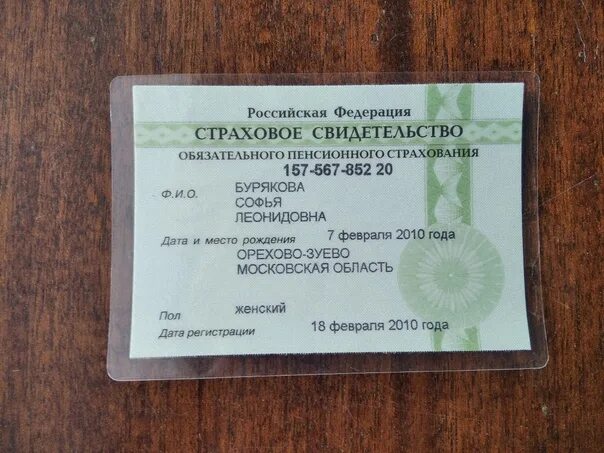 Российская Федерация
СТРАХОВОЕ СВИДЕТЕЛЬСТВО
ОБЯЗАТЕЛЬНОГО ПЕНСИОННОГО СТРАХОВАНИЯ
157-567-852 20
Ф.И.О. БУРЯКОВА
СОФЬЯ
ЛЕОНИДОВНА
Дата и место рождения 7 февраля 2010 года
ОРЕХОВО-ЗУЕВО
МОСКОВСКАЯ ОБЛАСТЬ
Пол женский
Дата регистрации 18 февраля 2010 года